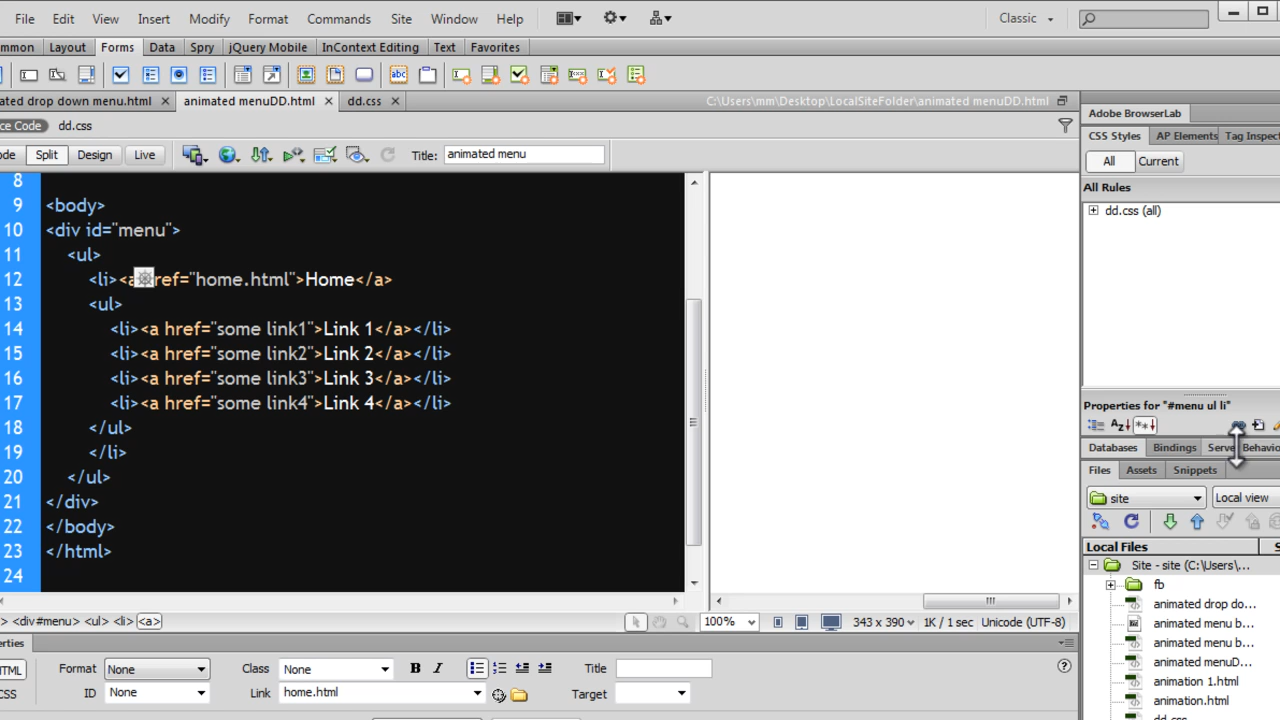 File Edit View Insert Modify Format Commands Site Window Help Classic
mmon Layout Forms Data Spry jQuery Mobile InContext Editing Text Favorites
abc
ated drop down menu.html animated menuDD.html dd.css C:\Users\mm\Desktop\LocalSiteFolder\animated menuDD.html
ce Code dd.css
ode Split Design Live Title: animated menu
8
9 <body>
10 <div id="menu">
11 <ul>
12 <li><a ref="home.html">Home</a>
13 <ul>
14 <li><a href="some link1">Link 1</a></li>
15 <li><a href="some link2">Link 2</a></li>
16 <li><a href="some link3">Link 3</a></li>
17 <li><a href="some link4">Link 4</a></li>
18 </ul>
19 </li>
20 </ul>
21 </div>
22 </body>
23 </html>
24
> <div#menu> <ul> <li> <a> 100% 343 x 390 1K / 1 sec Unicode (UTF-8)
erties
HTML Format None Class None B I Title
CSS ID None Link home.html Target
Adobe BrowserLab
CSS Styles AP Elements Tag Inspect
All Current
All Rules
dd.css (all)
Properties for "#menu ul li"
Az
Databases Bindings Serve Behavio
Files Assets Snippets
site Local view
Local Files S
Site - site (C:\Users\...
fb
animated drop do...
animated menu b...
animated menu b...
animated menuD...
animation 1.html
animation.html
dd.css